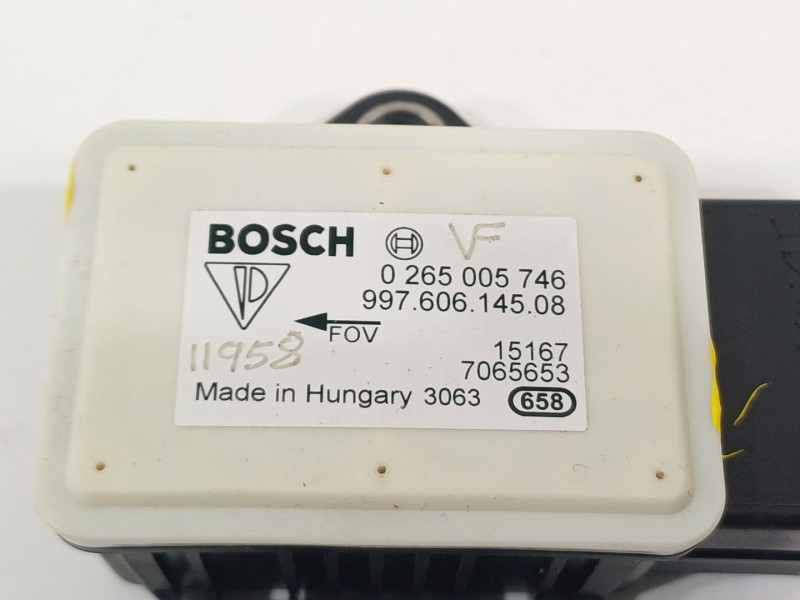 BOSCH VF
0 265 005 746
997.606.145.08
PD
FOV
11958
15167
7065653
Made in Hungary 3063 658